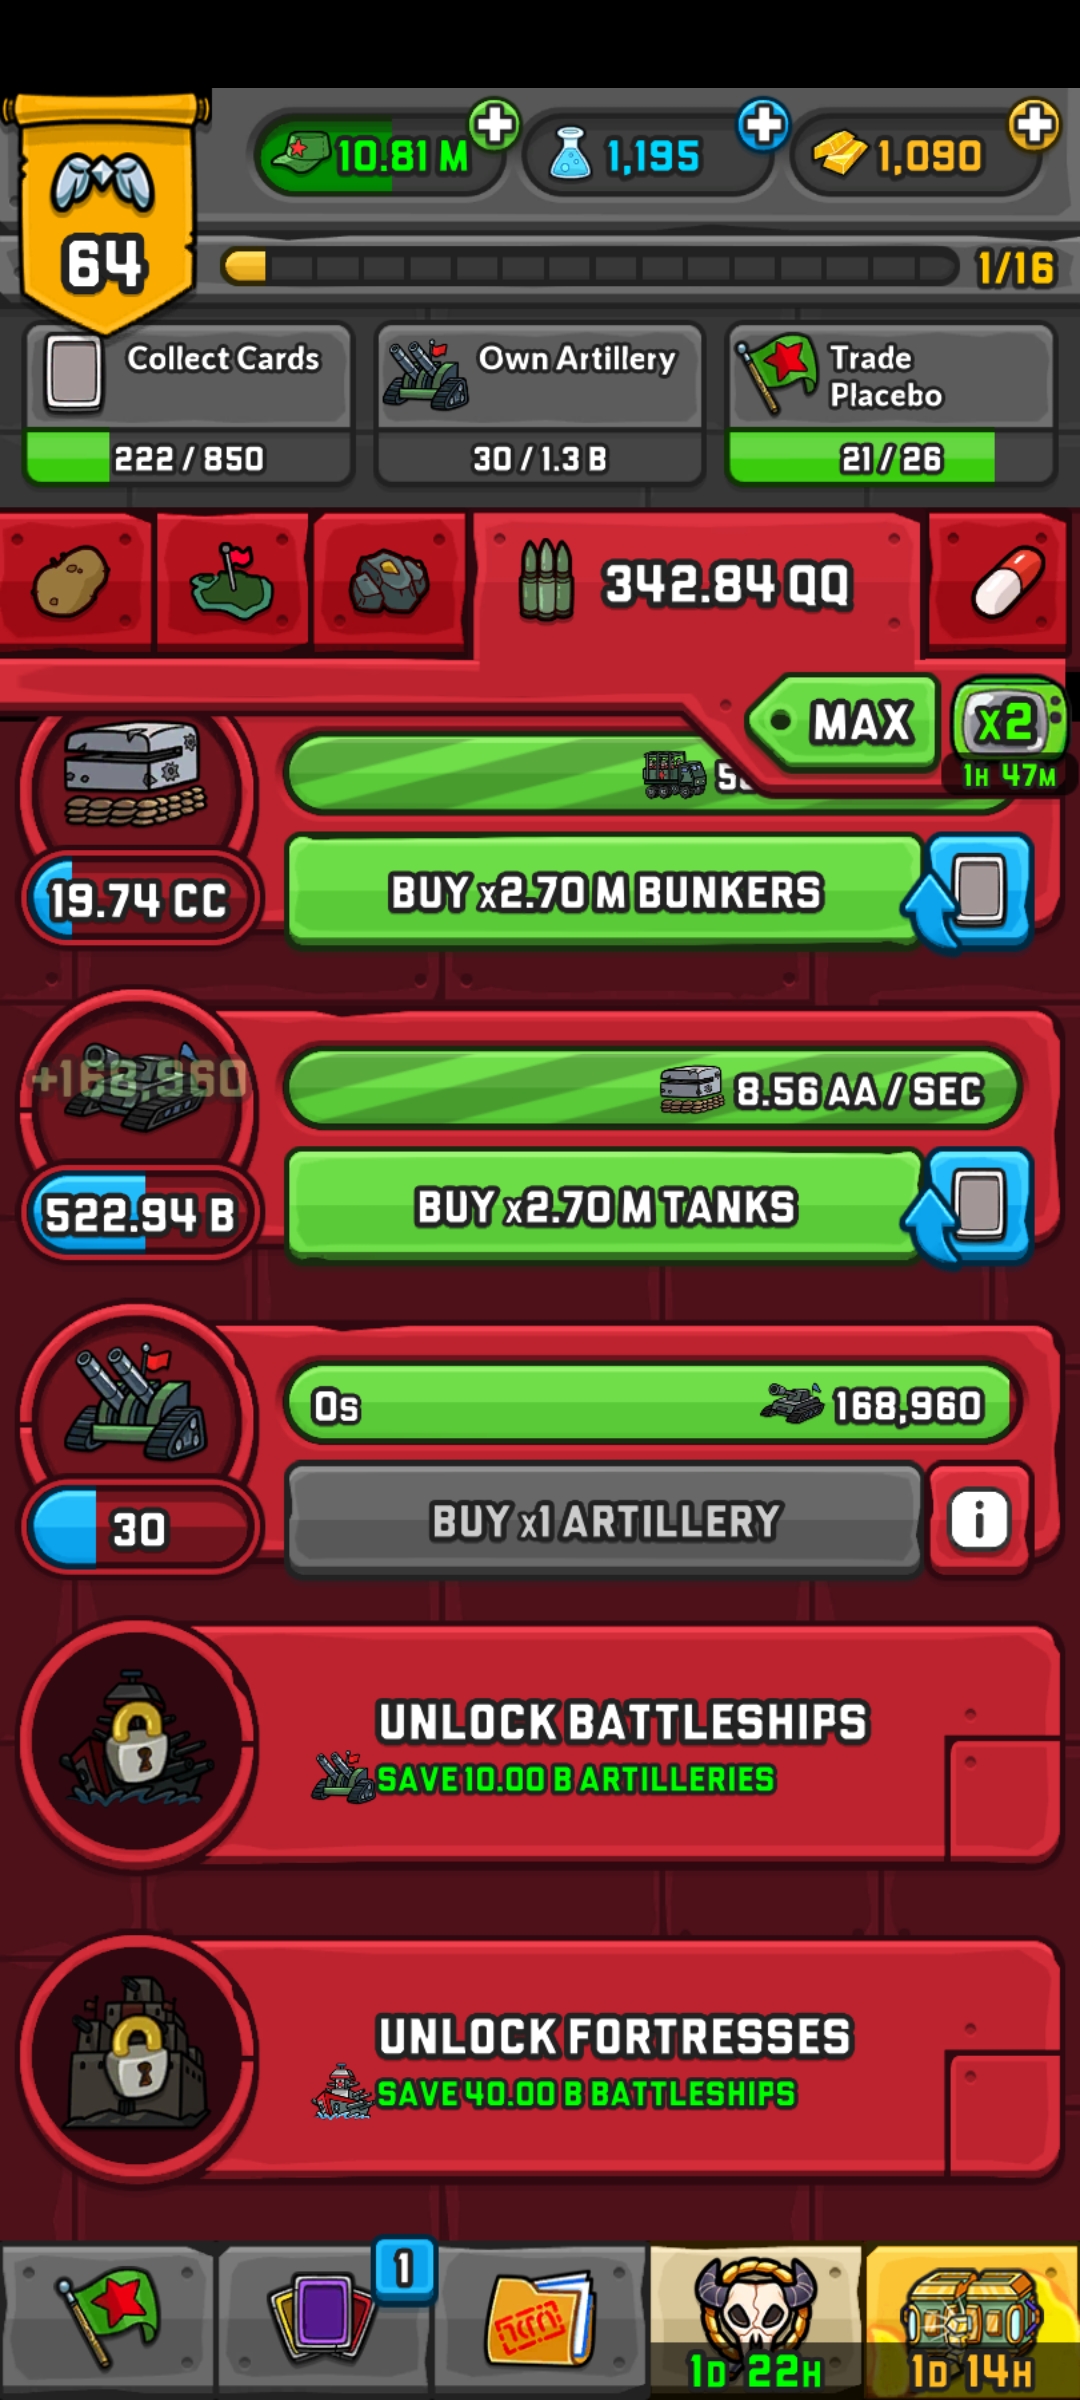 10.81 M
1,195
1,090
64
1/16
Collect Cards
222 / 850
Own Artillery
30 / 1.3 B
Trade
Placebo
21 / 26
342.84 QQ
MAX
x2
1H 47M
19.74 CC
BUY x2.70 M BUNKERS
+168,960
8.56 AA / SEC
522.94 B
BUY x2.70 M TANKS
0s
168,960
30
BUY x1 ARTILLERY
i
UNLOCK BATTLESHIPS
SAVE 10.00 B ARTILLERIES
UNLOCK FORTRESSES
SAVE 40.00 B BATTLESHIPS
1
1D 22H
1D 14H